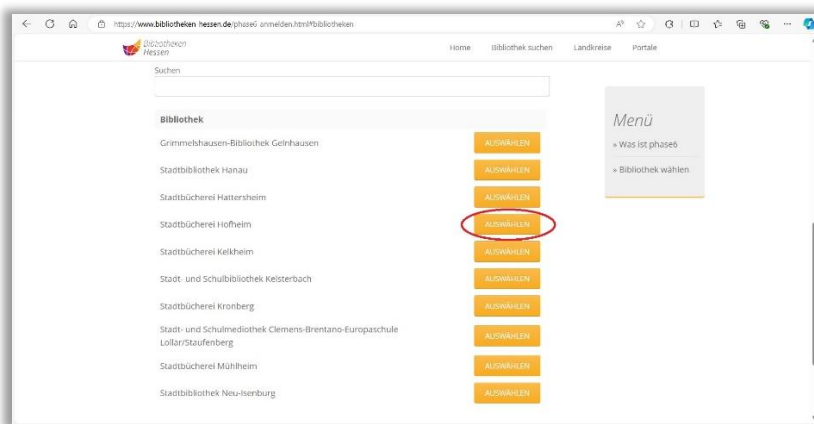 https://www.bibliotheken-hessen.de/phase6_anmelden.html#bibliotheken
Bibliotheken
Hessen
Home Bibliothek suchen Landkreise Portale
Suchen
Bibliothek
Grimmelshausen-Bibliothek Gelnhausen AUSWÄHLEN
Stadtbibliothek Hanau AUSWÄHLEN
Stadtbücherei Hattersheim AUSWÄHLEN
Stadtbücherei Hofheim AUSWÄHLEN
Stadtbücherei Kelkheim AUSWÄHLEN
Stadt- und Schulbibliothek Kelsterbach AUSWÄHLEN
Stadtbücherei Kronberg AUSWÄHLEN
Stadt- und Schulmediothek Clemens-Brentano-Europaschule
Lollar/Staufenberg AUSWÄHLEN
Stadtbücherei Mühlheim AUSWÄHLEN
Stadtbibliothek Neu-Isenburg AUSWÄHLEN
Menü
» Was ist phase6
» Bibliothek wählen